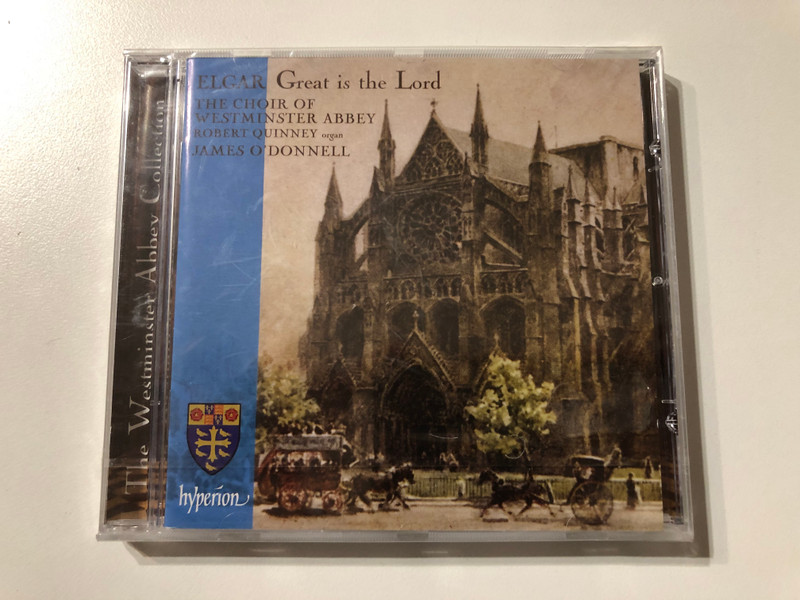 ELGAR Great is the Lord
THE CHOIR OF
WESTMINSTER ABBEY
ROBERT QUINNEY organ
JAMES O'DONNELL
The Westminster Abbey Collection
hyperion